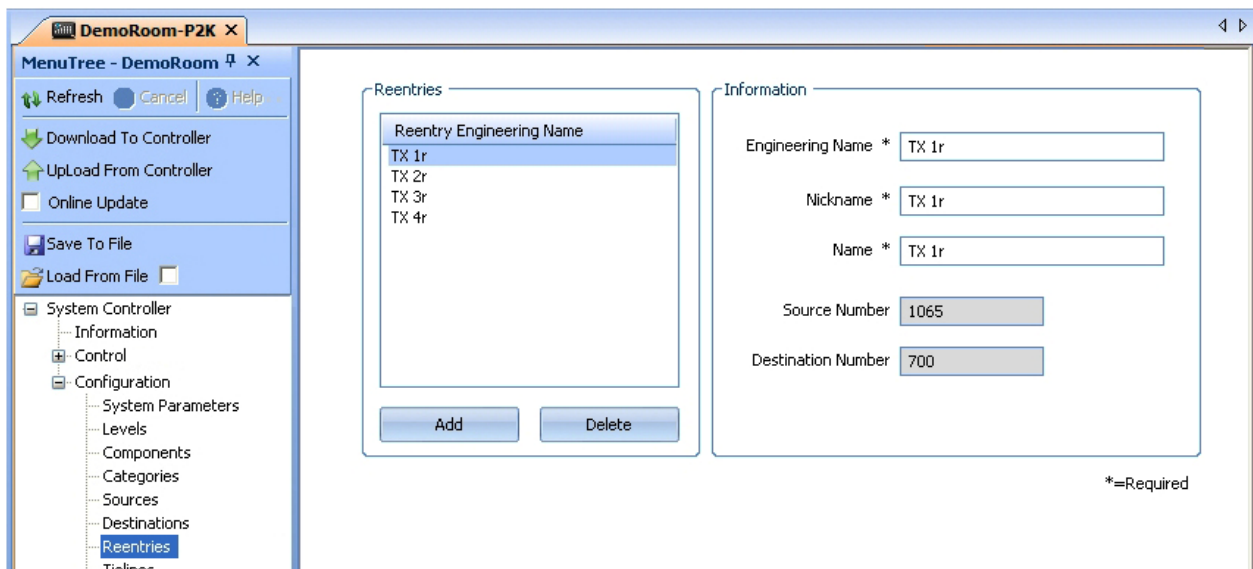 DemoRoom-P2K
MenuTree - DemoRoom
Refresh Cancel Help
Download To Controller
UpLoad From Controller
Online Update
Save To File
Load From File
System Controller
Information
Control
Configuration
System Parameters
Levels
Components
Categories
Sources
Destinations
Reentries
Tielines
Reentries
Reentry Engineering Name
TX 1r
TX 2r
TX 3r
TX 4r
Add Delete
Information
Engineering Name * TX 1r
Nickname * TX 1r
Name * TX 1r
Source Number 1065
Destination Number 700
*=Required